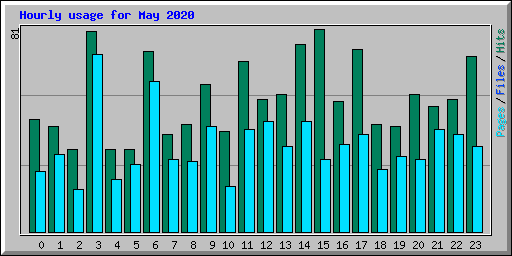 Hourly usage for May 2020
81
Pages / Files / Hits
0 1 2 3 4 5 6 7 8 9 10 11 12 13 14 15 16 17 18 19 20 21 22 23